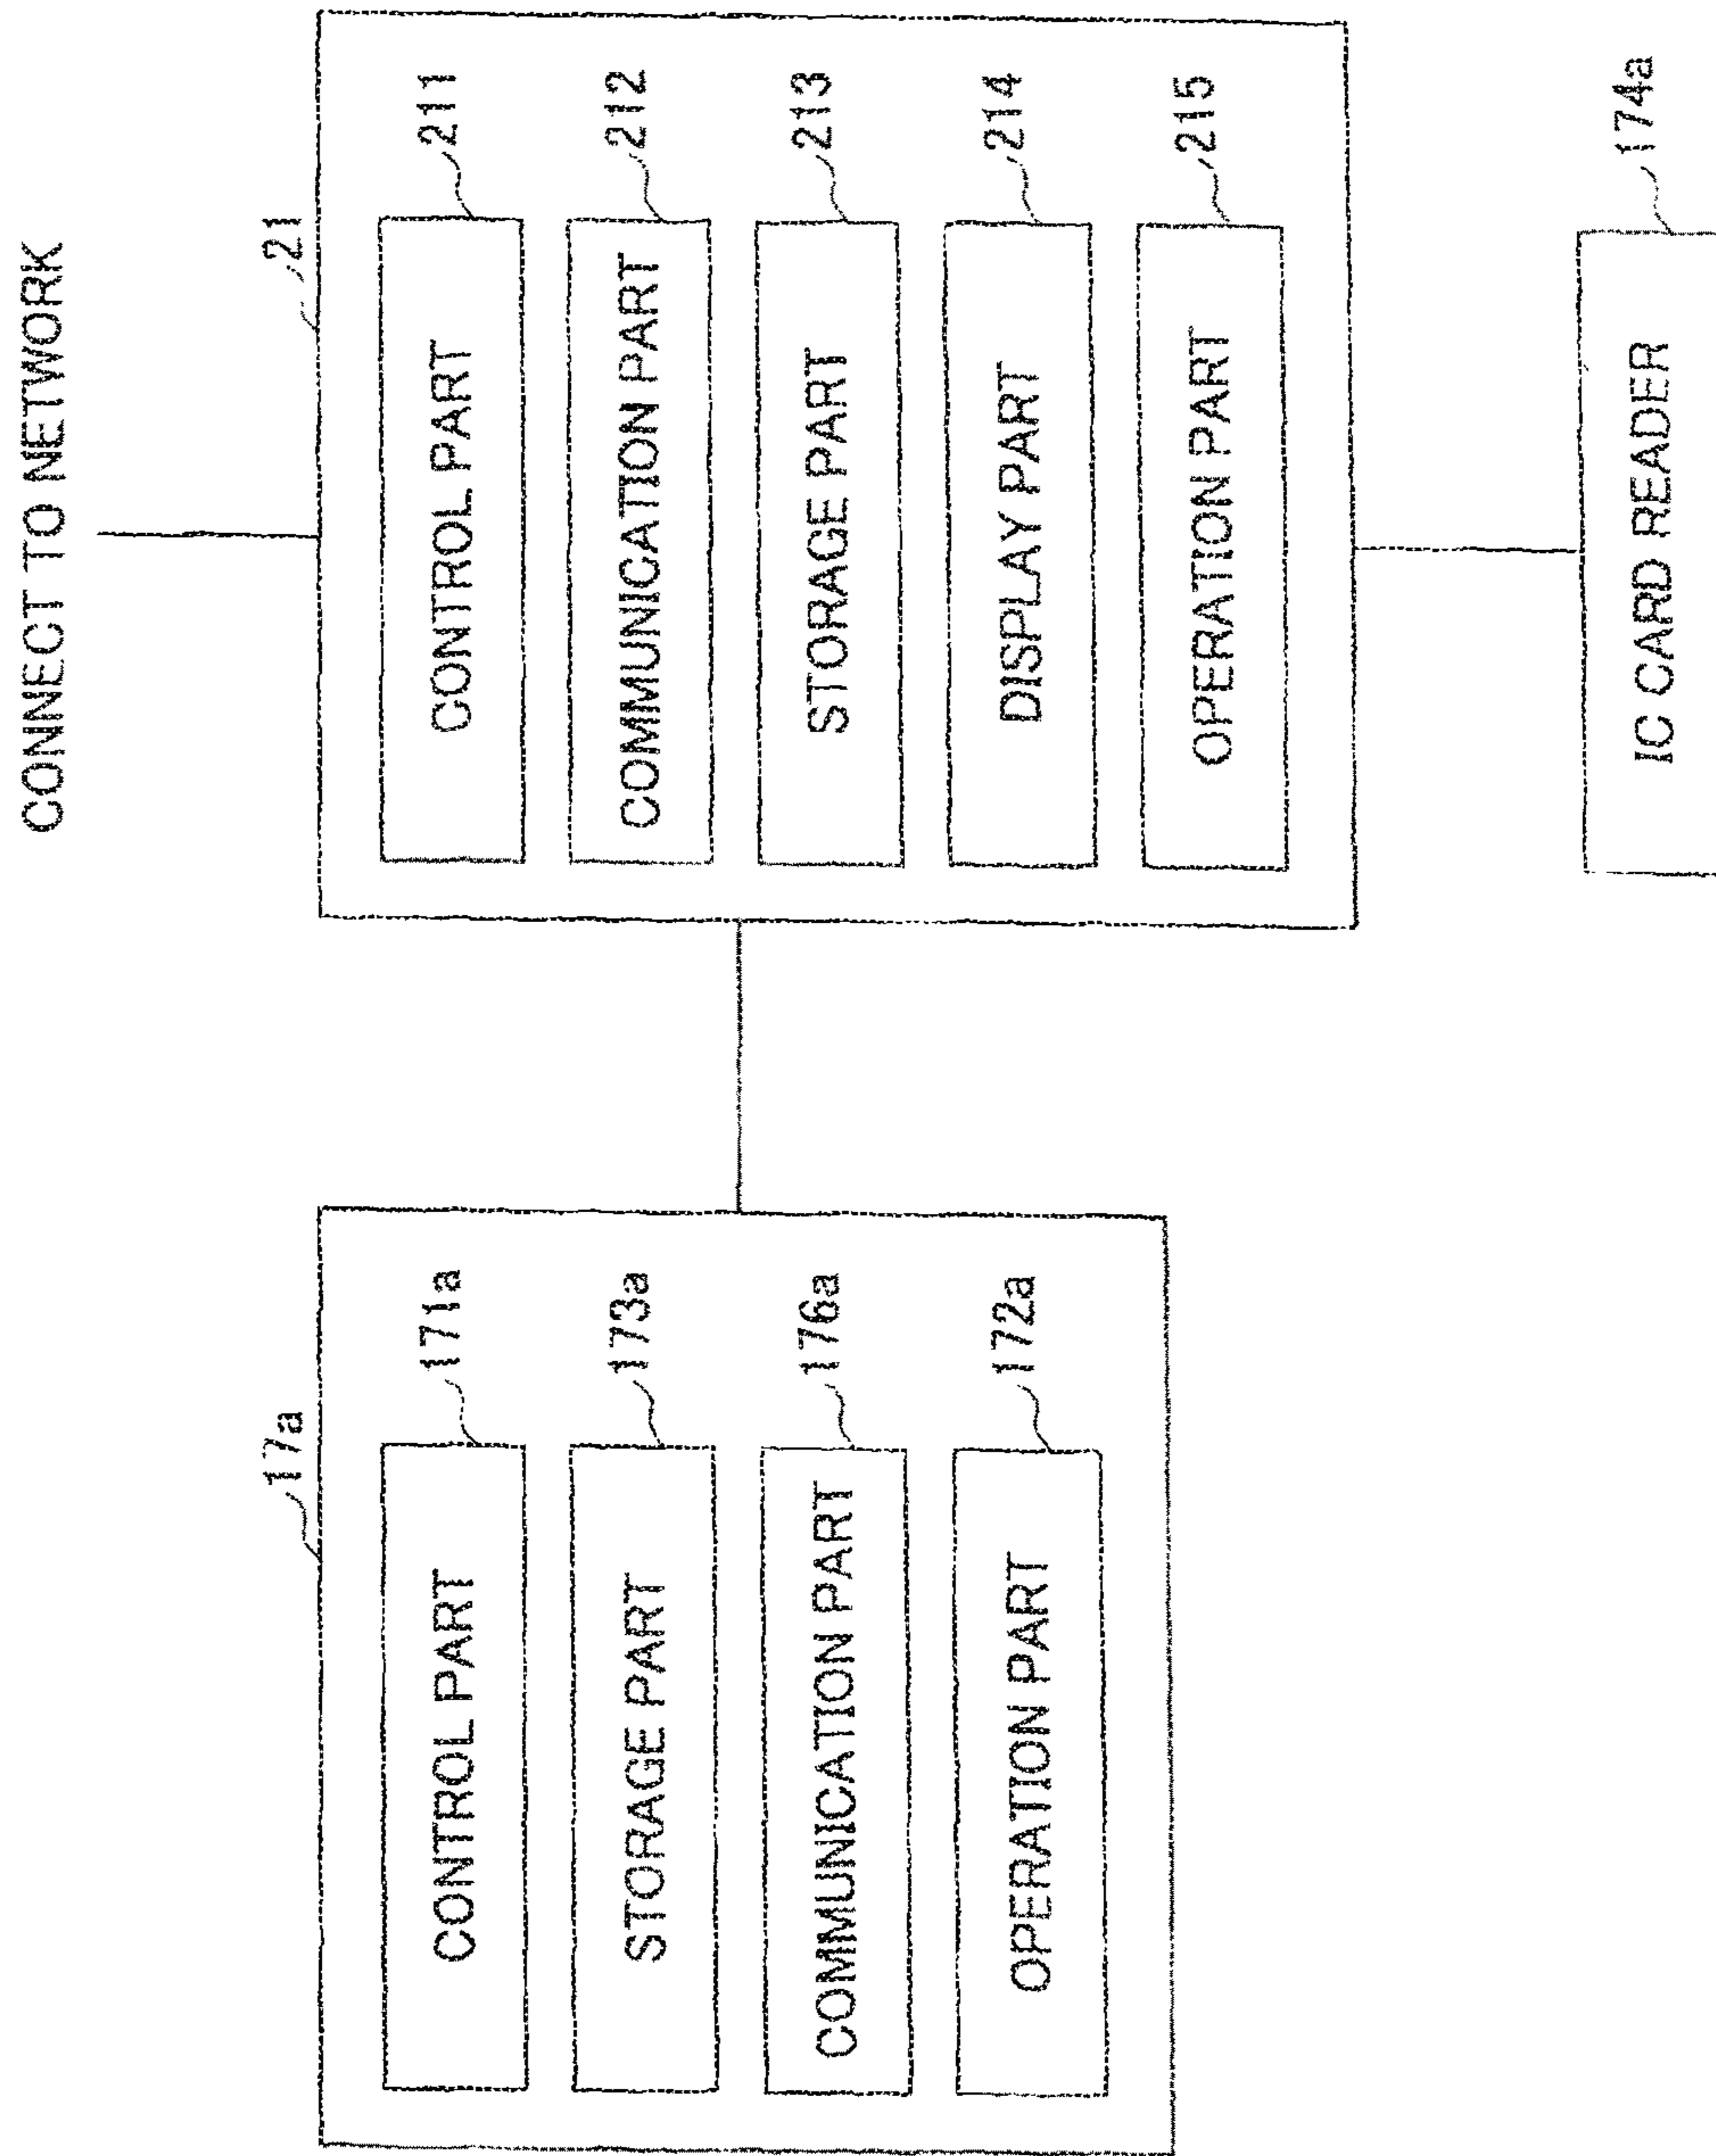 CONNECT TO NETWORK
17a
CONTROL PART
171a
STORAGE PART
173a
COMMUNICATION PART
176a
OPERATION PART
172a
21
CONTROL PART
211
COMMUNICATION PART
212
STORAGE PART
213
DISPLAY PART
214
OPERATION PART
215
IC CARD READER
174a